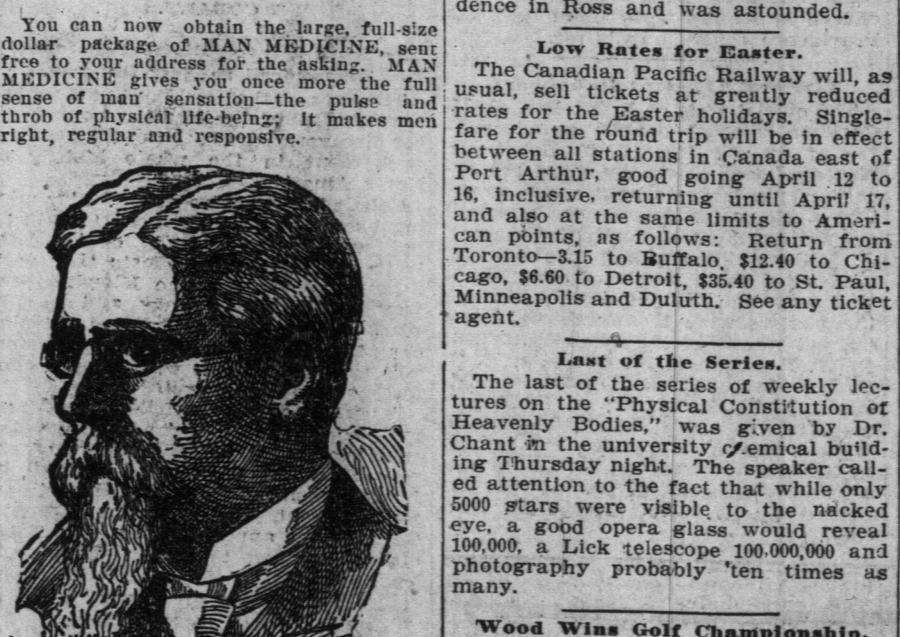 You can now obtain the large, full-size
dollar package of MAN MEDICINE, sent
free to your address for the asking. MAN
MEDICINE gives you once more the full
sense of man sensation—the pulse and
throb of physical life-being; it makes men
right, regular and responsive.
dence in Ross and was astounded.
Low Rates for Easter.
The Canadian Pacific Railway will, as
usual, sell tickets at greatly reduced
rates for the Easter holidays. Single-
fare for the round trip will be in effect
between all stations in Canada east of
Port Arthur, good going April 12 to
16, inclusive, returning until April 17,
and also at the same limits to Ameri-
can points, as follows: Return from
Toronto—3.15 to Buffalo, $12.40 to Chi-
cago, $6.60 to Detroit, $35.40 to St. Paul,
Minneapolis and Duluth. See any ticket
agent.
Last of the Series.
The last of the series of weekly lec-
tures on the "Physical Constitution of
Heavenly Bodies," was given by Dr.
Chant in the university chemical build-
ing Thursday night. The speaker call-
ed attention to the fact that while only
5000 stars were visible to the nacked
eye, a good opera glass would reveal
100,000, a Lick telescope 100,000,000 and
photography probably ten times as
many.
Wood Wins Golf Championship.